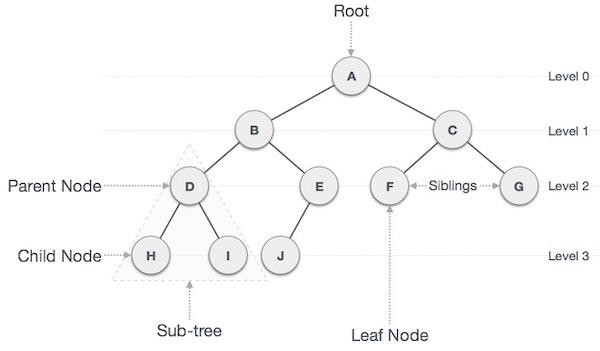 Root
A
Level 0
B
C
Level 1
Parent Node
D
E
F
Siblings
G
Level 2
Child Node
H
I
J
Level 3
Sub-tree
Leaf Node